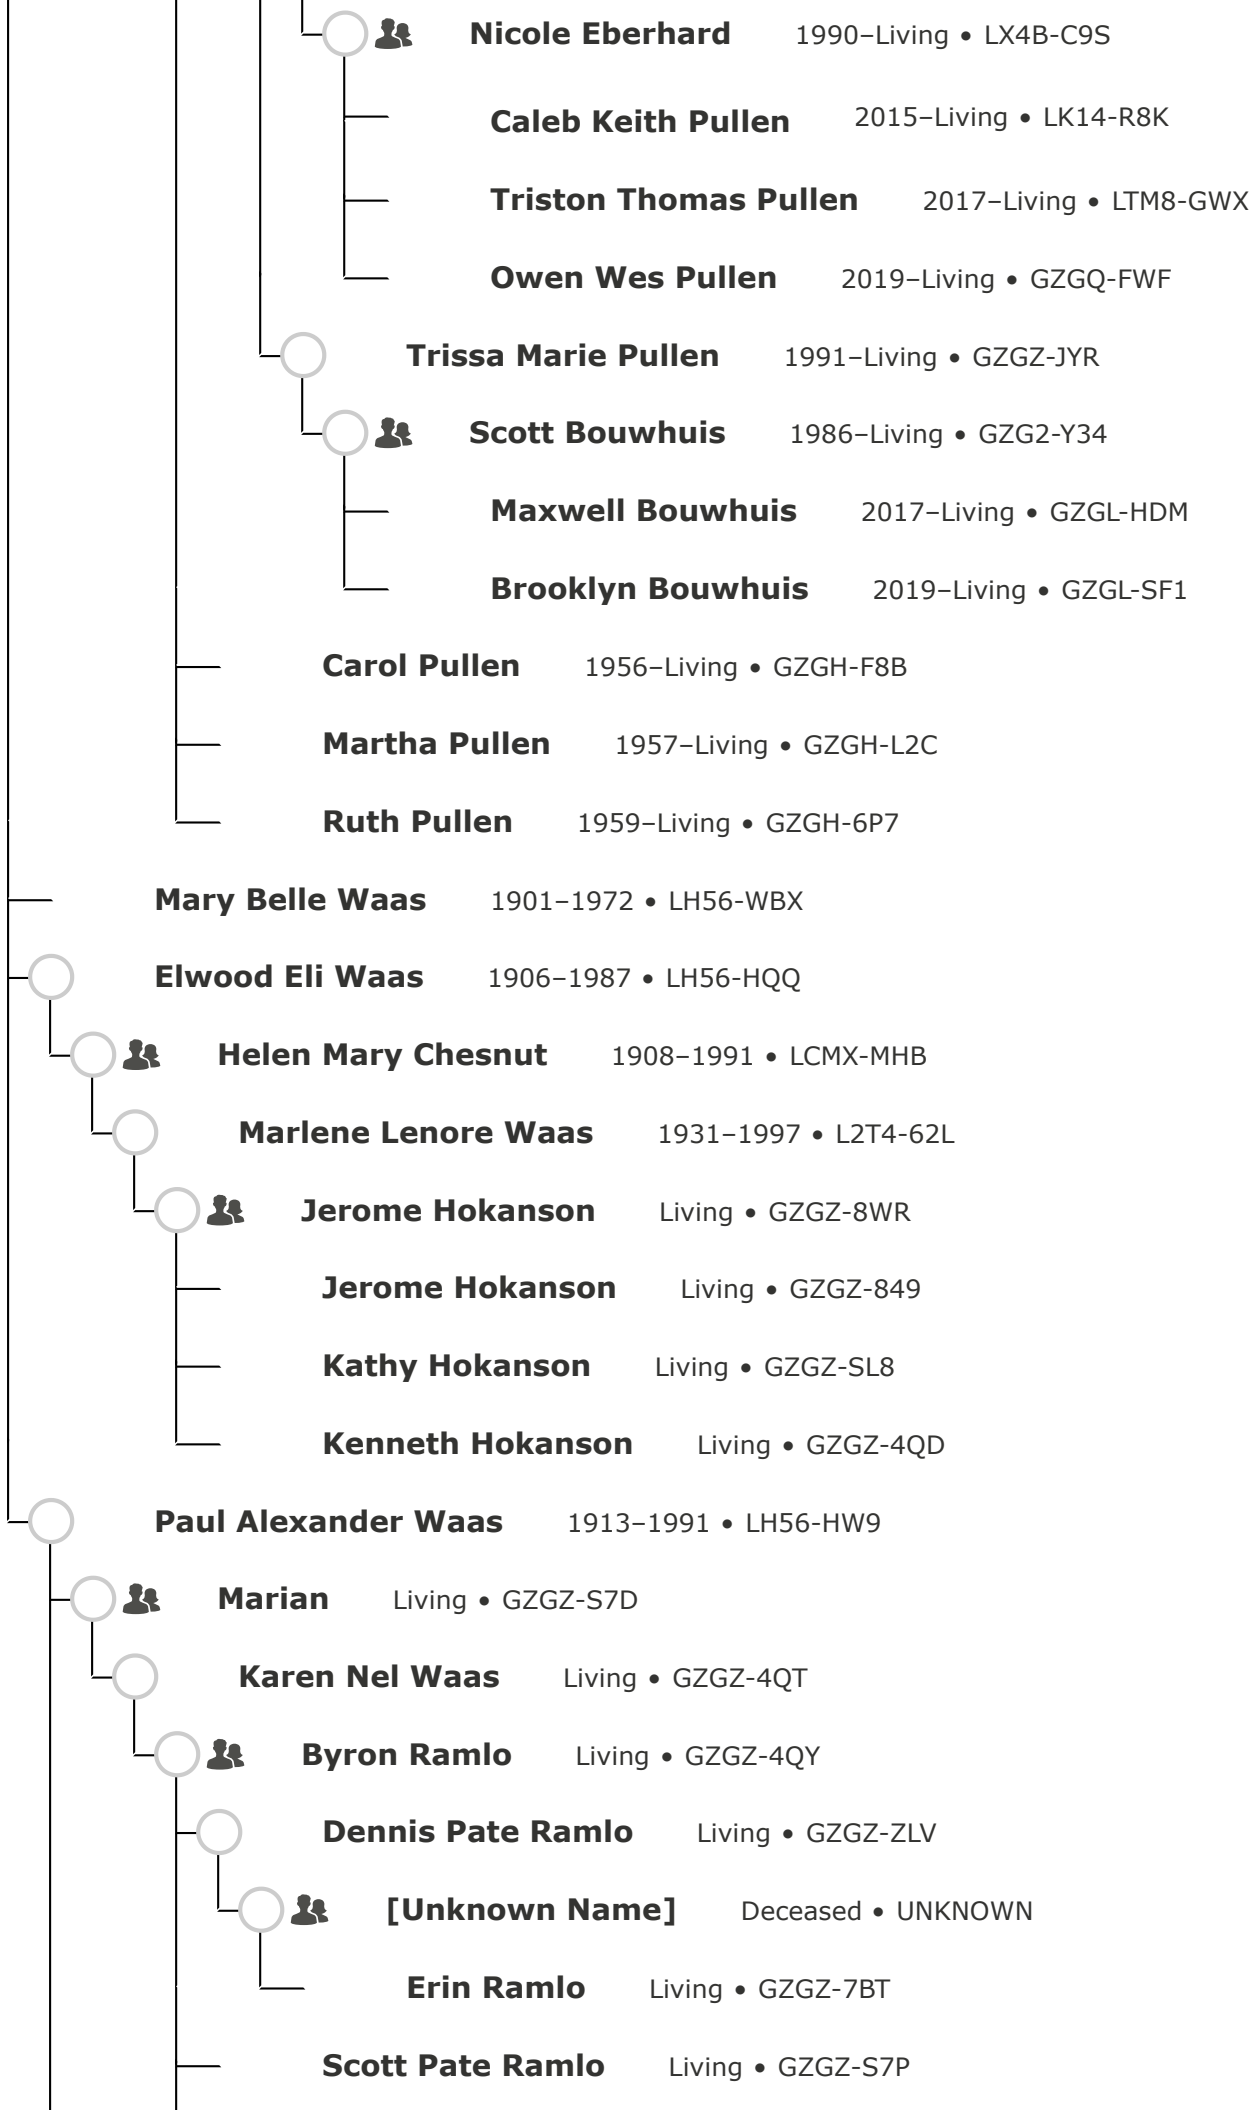 Nicole Eberhard 1990–Living • LX4B-C9S
Caleb Keith Pullen 2015–Living • LK14-R8K
Triston Thomas Pullen 2017–Living • LTM8-GWX
Owen Wes Pullen 2019–Living • GZGQ-FWF
Trissa Marie Pullen 1991–Living • GZGZ-JYR
Scott Bouwhuis 1986–Living • GZG2-Y34
Maxwell Bouwhuis 2017–Living • GZGL-HDM
Brooklyn Bouwhuis 2019–Living • GZGL-SF1
Carol Pullen 1956–Living • GZGH-F8B
Martha Pullen 1957–Living • GZGH-L2C
Ruth Pullen 1959–Living • GZGH-6P7
Mary Belle Waas 1901–1972 • LH56-WBX
Elwood Eli Waas 1906–1987 • LH56-HQQ
Helen Mary Chesnut 1908–1991 • LCMX-MHB
Marlene Lenore Waas 1931–1997 • L2T4-62L
Jerome Hokanson Living • GZGZ-8WR
Jerome Hokanson Living • GZGZ-849
Kathy Hokanson Living • GZGZ-SL8
Kenneth Hokanson Living • GZGZ-4QD
Paul Alexander Waas 1913–1991 • LH56-HW9
Marian Living • GZGZ-S7D
Karen Nel Waas Living • GZGZ-4QT
Byron Ramlo Living • GZGZ-4QY
Dennis Pate Ramlo Living • GZGZ-ZLV
[Unknown Name] Deceased • UNKNOWN
Erin Ramlo Living • GZGZ-7BT
Scott Pate Ramlo Living • GZGZ-S7P